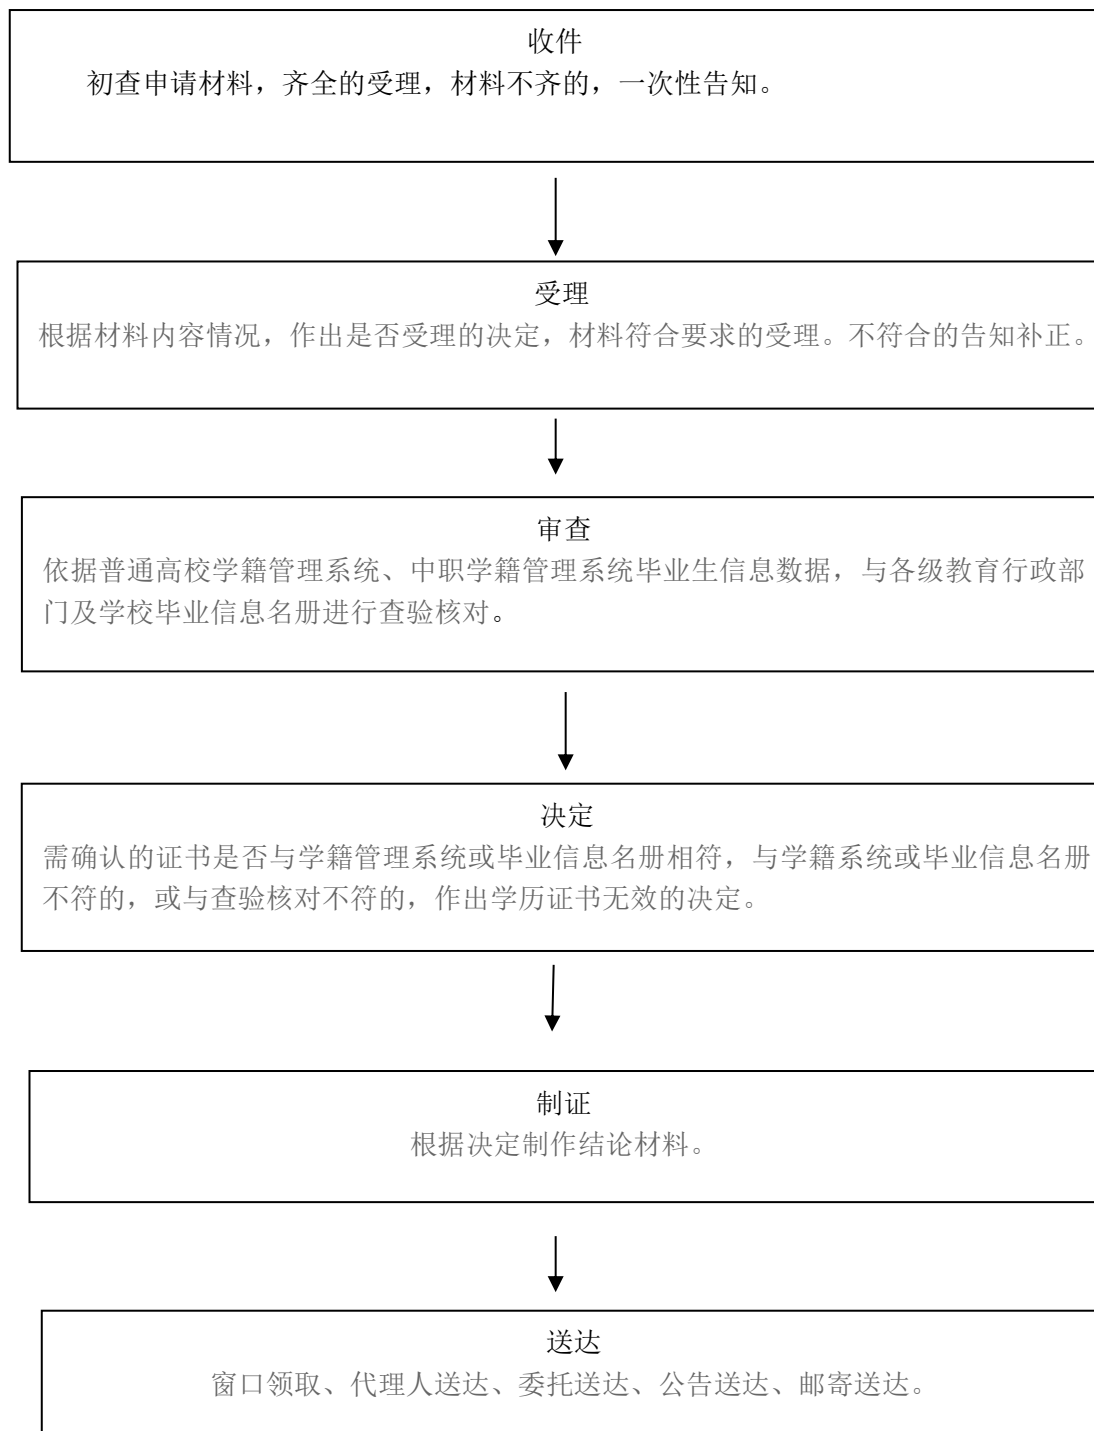 收件
初查申请材料，齐全的受理，材料不齐的，一次性告知。
受理
根据材料内容情况，作出是否受理的决定，材料符合要求的受理。不符合的告知补正。
审查
依据普通高校学籍管理系统、中职学籍管理系统毕业生信息数据，与各级教育行政部
门及学校毕业信息名册进行查验核对。
决定
需确认的证书是否与学籍管理系统或毕业信息名册相符，与学籍系统或毕业信息名册
不符的，或与查验核对不符的，作出学历证书无效的决定。
制证
根据决定制作结论材料。
送达
窗口领取、代理人送达、委托送达、公告送达、邮寄送达。